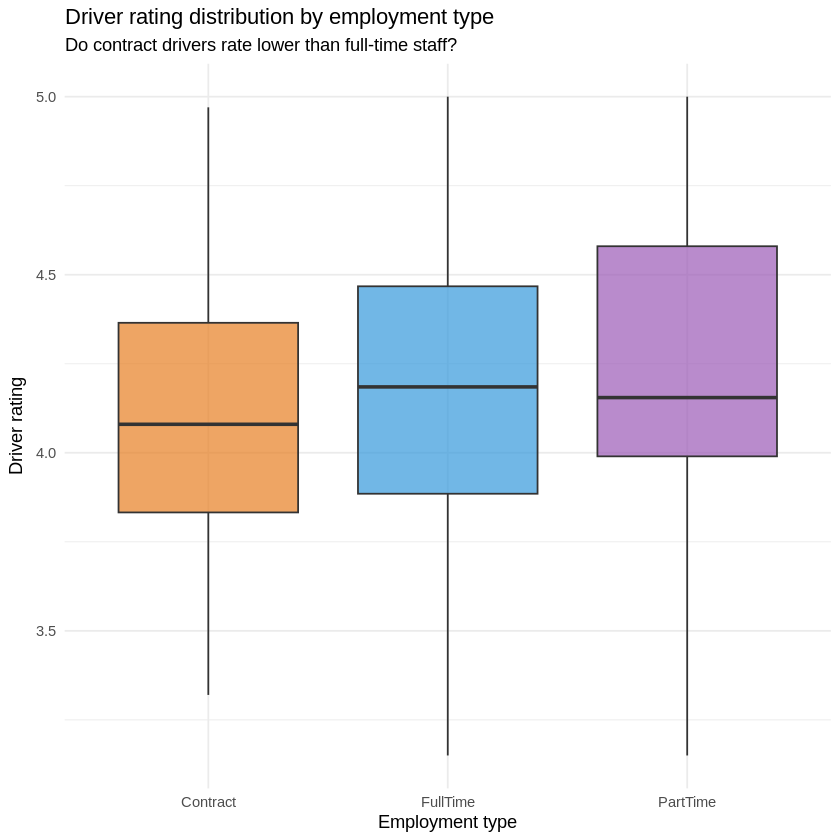 Driver rating distribution by employment type
Do contract drivers rate lower than full-time staff?
5.0
4.5
4.0
3.5
Driver rating
Contract
FullTime
PartTime
Employment type